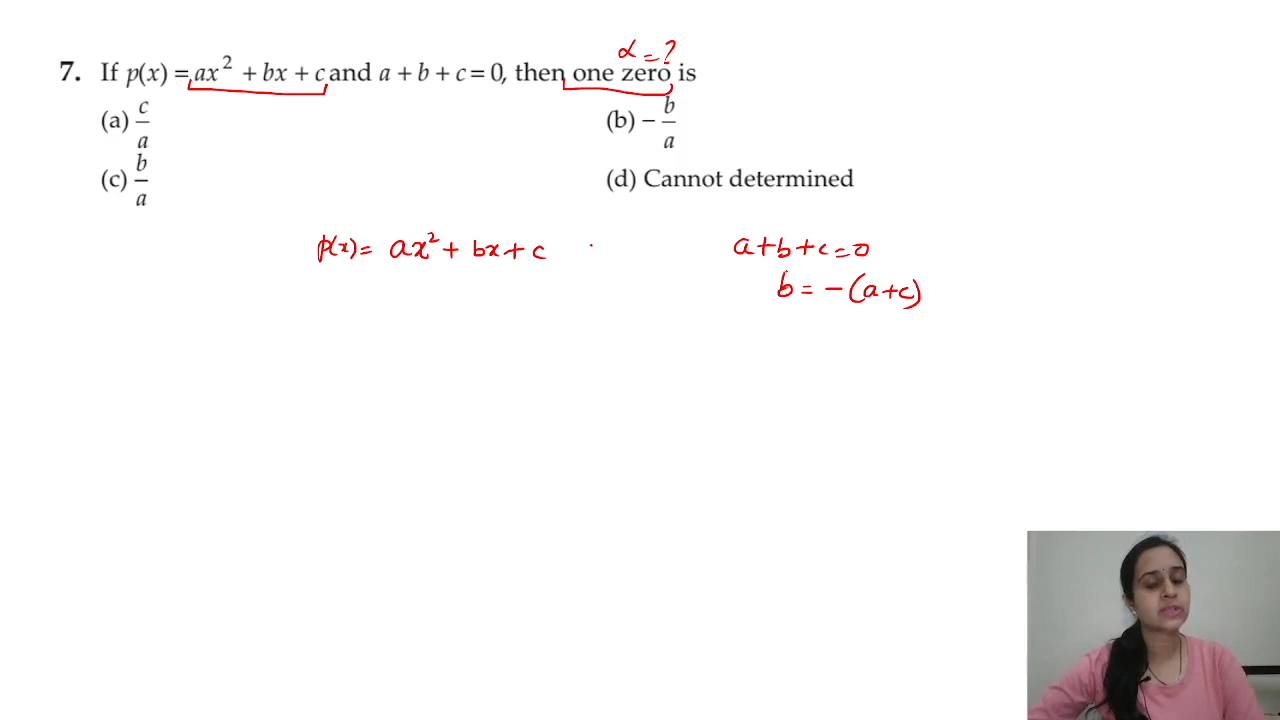 α = ?
7. If p(x) = ax² + bx + c and a + b + c = 0, then one zero is
(a) c/a (b) − b/a
(c) b/a (d) Cannot determined
p(x) = ax² + bx + c a+b+c=0
b = −(a+c)